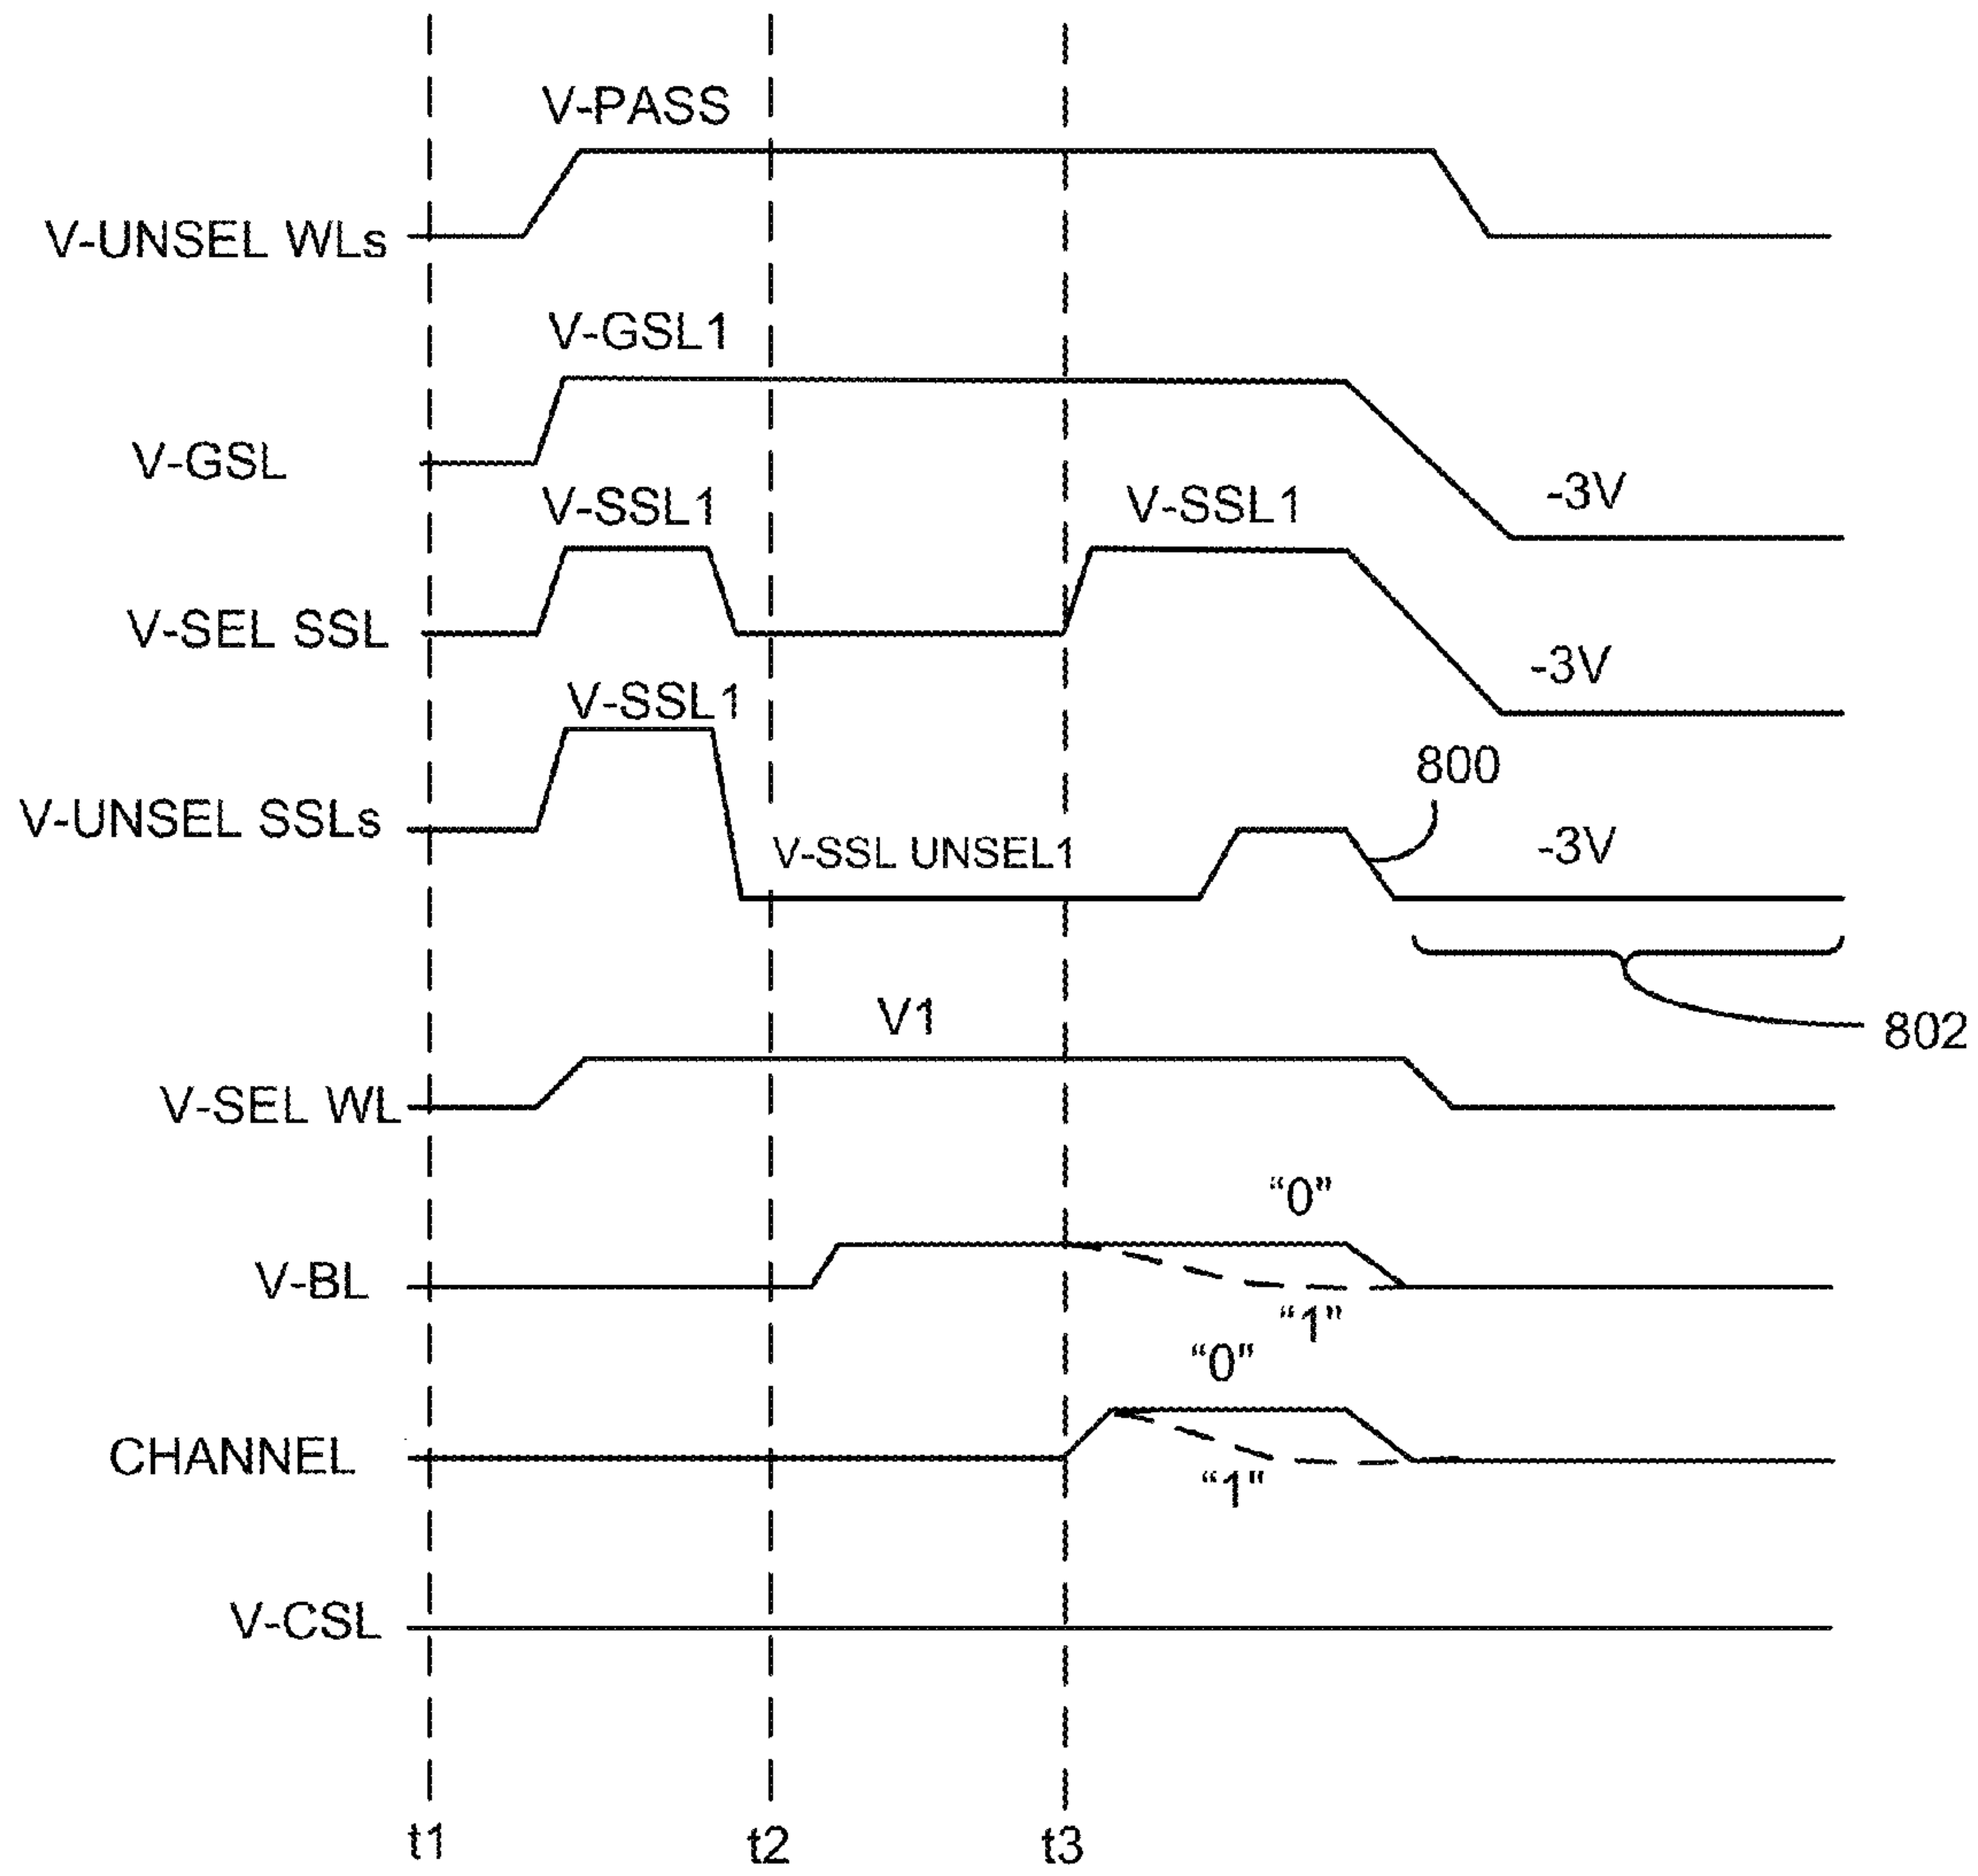 V-PASS
V-UNSEL WLs
V-GSL1
V-GSL
-3V
V-SSL1
V-SSL1
V-SEL SSL
-3V
V-SSL1
800
V-UNSEL SSLs
V-SSL UNSEL1
-3V
V1
802
V-SEL WL
“0”
V-BL
“1”
“0”
CHANNEL
“1"
V-CSL
t1
t2
t3